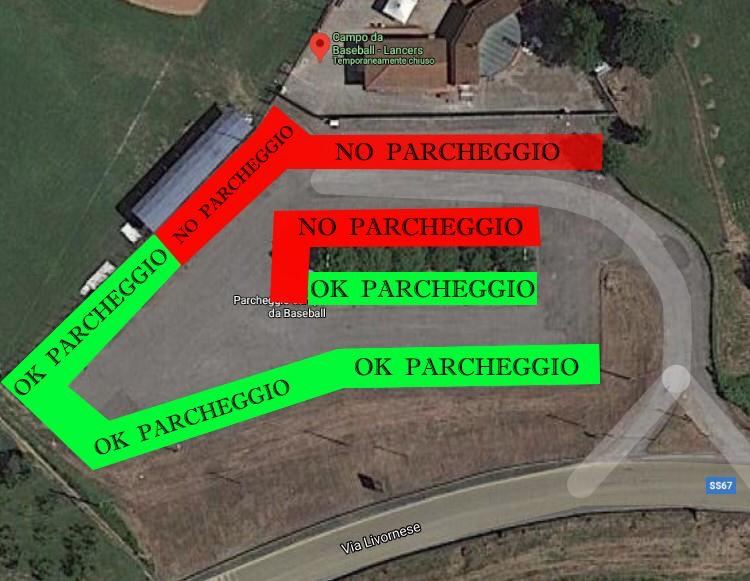 Campo da
Baseball - Lancers
Temporaneamente chiuso
NO PARCHEGGIO
NO PARCHEGGIO
NO PARCHEGGIO
OK PARCHEGGIO
OK PARCHEGGIO
Parcheggio
da Baseball
OK PARCHEGGIO
OK PARCHEGGIO
SS67
Via Livornese